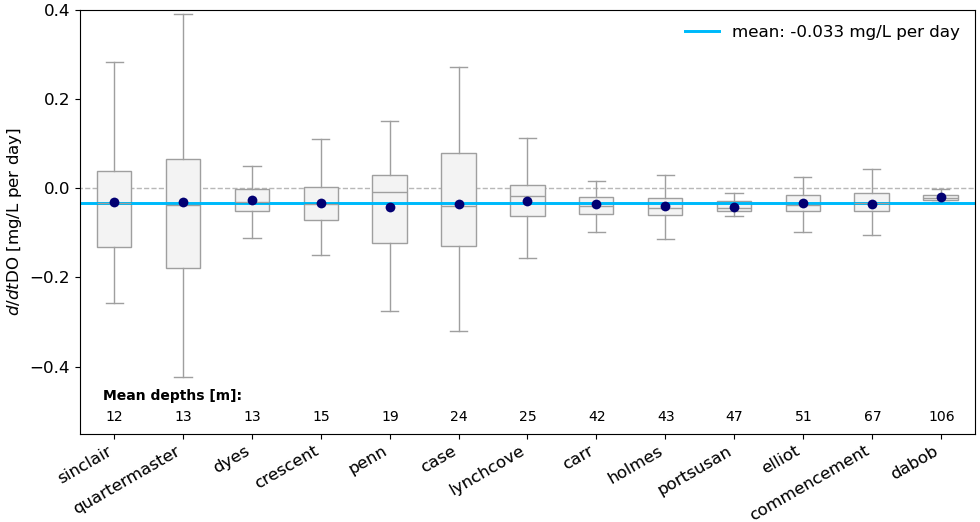 0.4
mean: -0.033 mg/L per day
0.2
0.0
−0.2
−0.4
d/dtDO [mg/L per day]
Mean depths [m]:
12 13 13 15 19 24 25 42 43 47 51 67 106
sinclair quartermaster dyes crescent penn case lynchcove carr holmes portsusan elliot commencement dabob